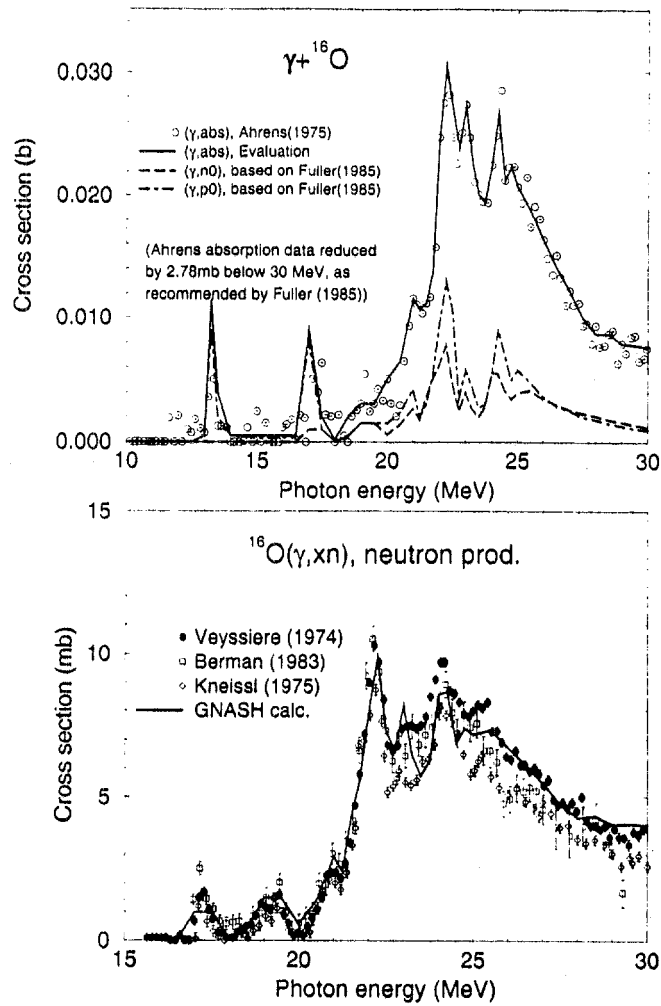 γ+¹⁶O
○ (γ,abs), Ahrens(1975)
(γ,abs), Evaluation
(γ,n0), based on Fuller(1985)
(γ,p0), based on Fuller(1985)
(Ahrens absorption data reduced
by 2.78mb below 30 MeV, as
recommended by Fuller (1985))
Cross section (b)
0.030
0.020
0.010
0.000
10 15 20 25 30
Photon energy (MeV)
¹⁶O(γ,xn), neutron prod.
Veyssiere (1974)
Berman (1983)
Kneissl (1975)
GNASH calc.
Cross section (mb)
15
10
5
0
15 20 25 30
Photon energy (MeV)